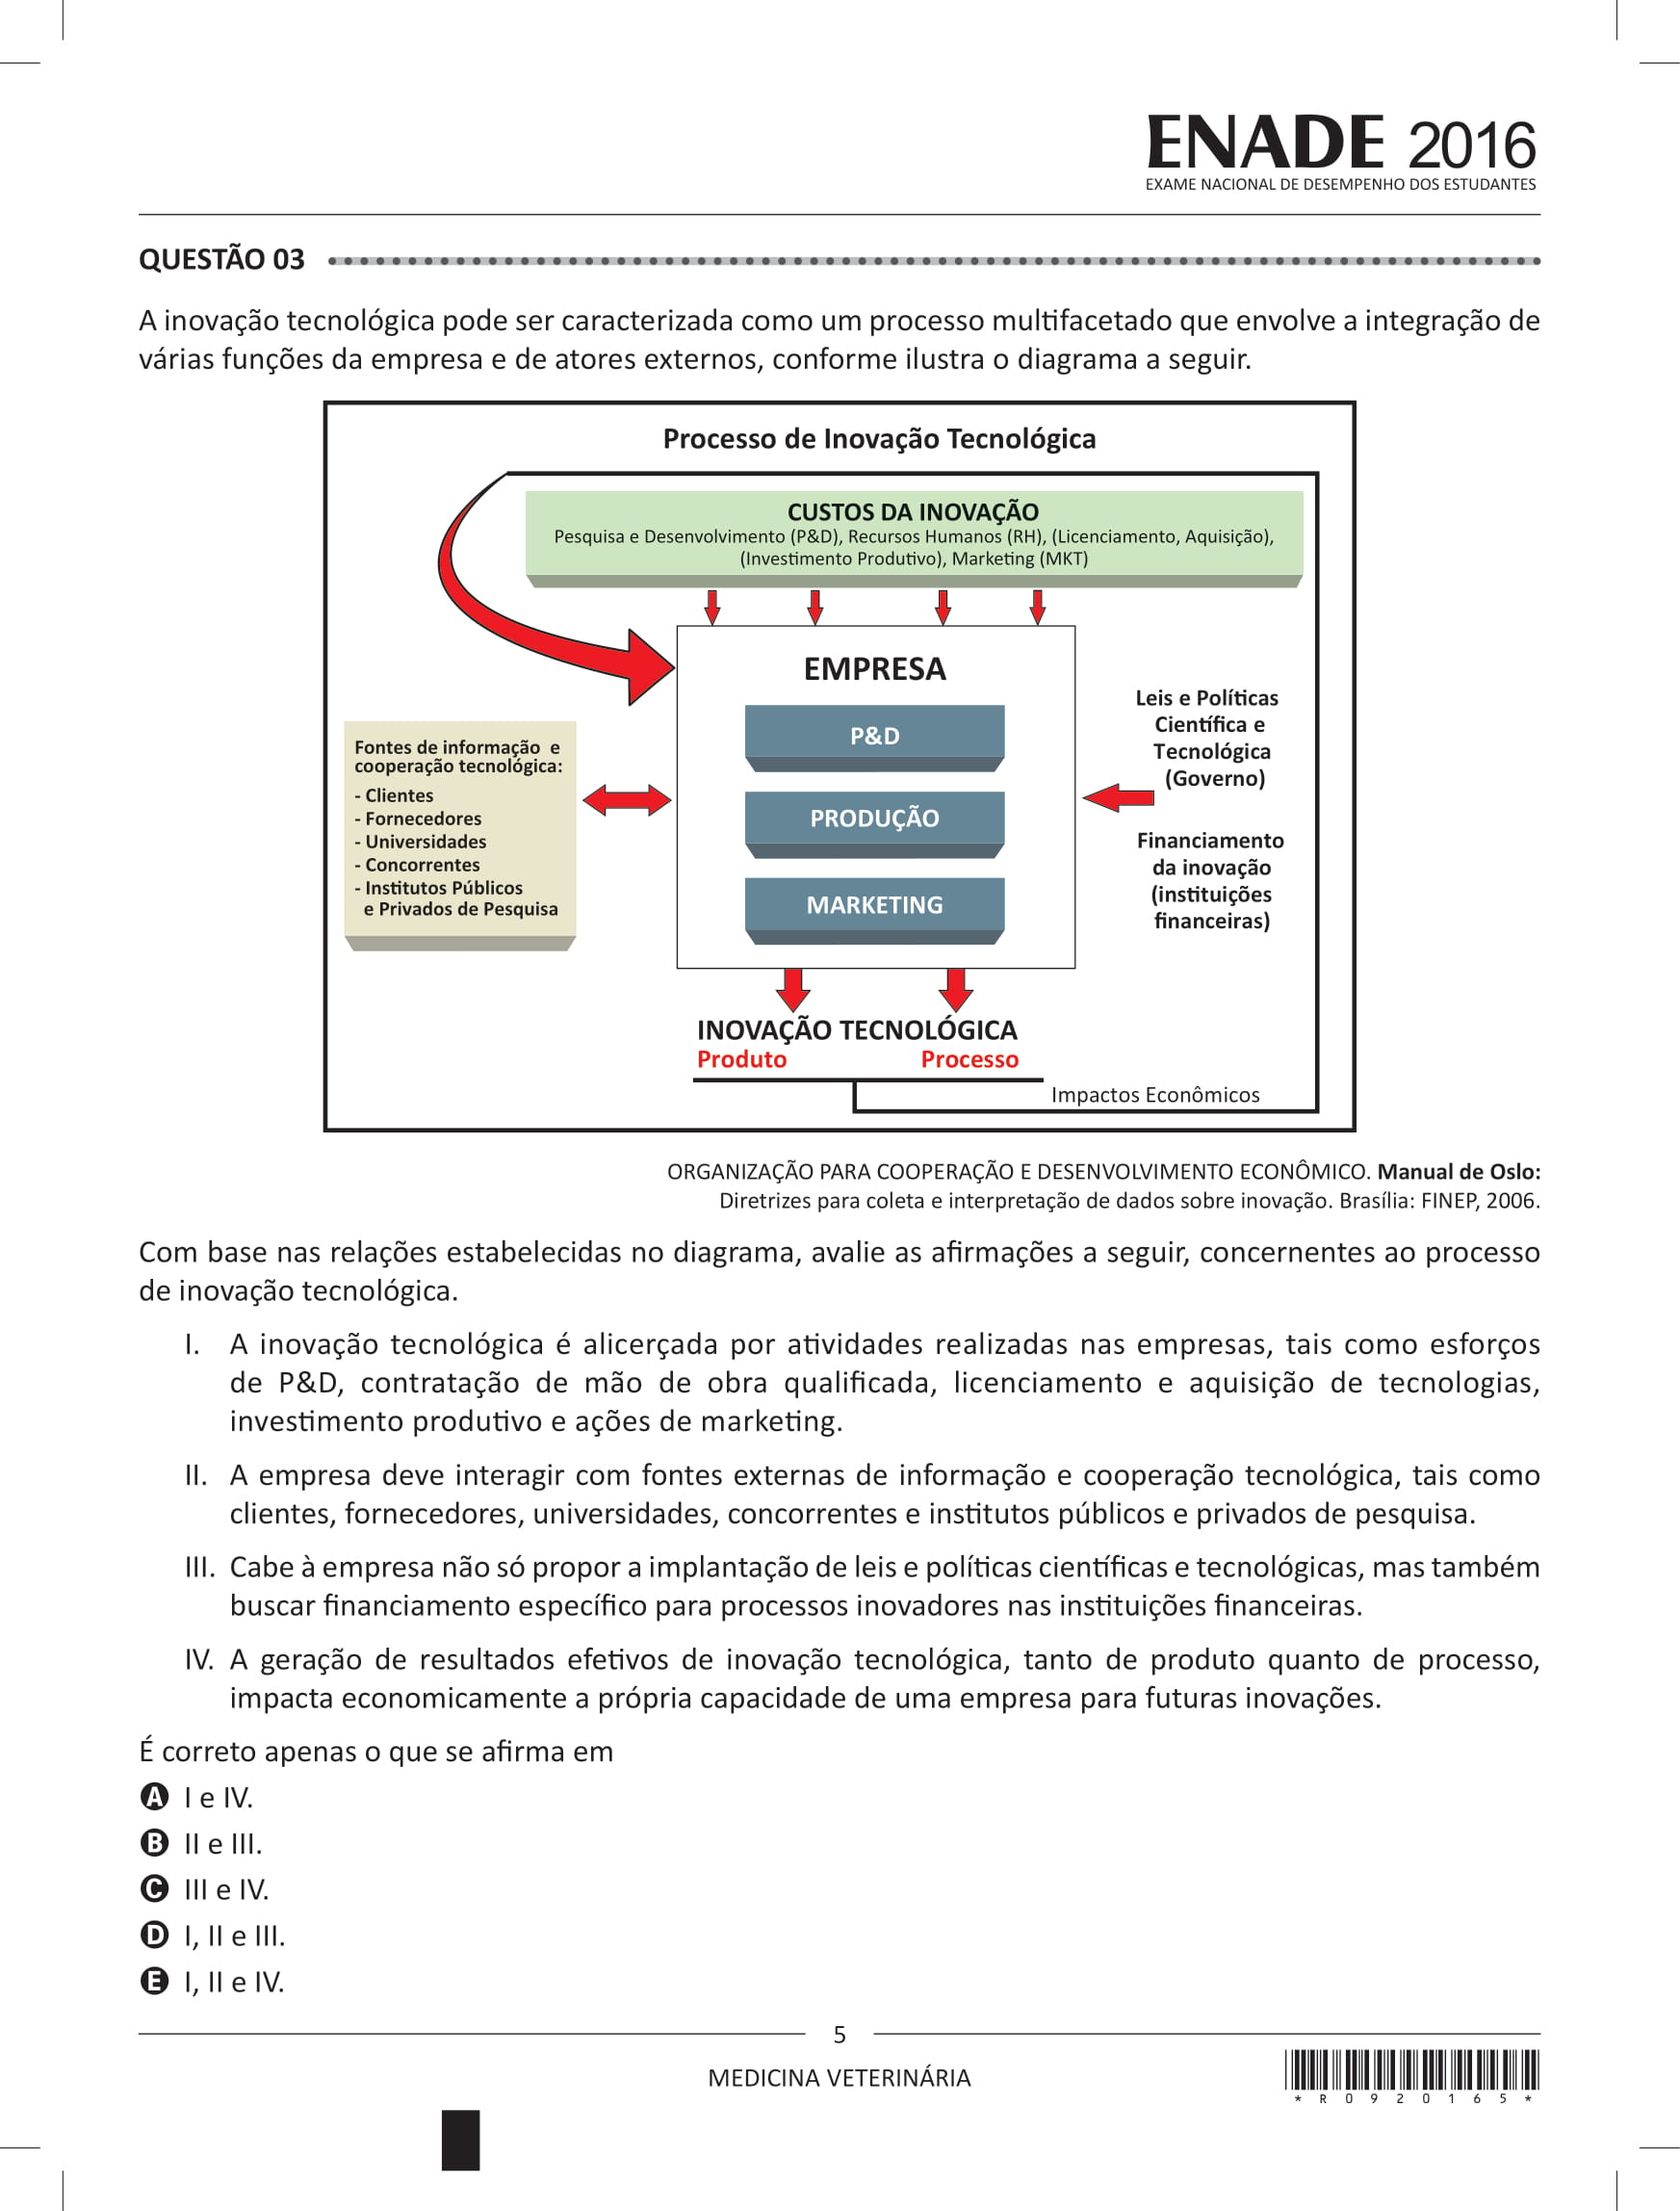 ENADE 2016
EXAME NACIONAL DE DESEMPENHO DOS ESTUDANTES
QUESTÃO 03
A inovação tecnológica pode ser caracterizada como um processo multifacetado que envolve a integração de
várias funções da empresa e de atores externos, conforme ilustra o diagrama a seguir.
Processo de Inovação Tecnológica
CUSTOS DA INOVAÇÃO
Pesquisa e Desenvolvimento (P&D), Recursos Humanos (RH), (Licenciamento, Aquisição),
(Investimento Produtivo), Marketing (MKT)
EMPRESA
P&D
PRODUÇÃO
MARKETING
Fontes de informação e
cooperação tecnológica:
- Clientes
- Fornecedores
- Universidades
- Concorrentes
- Institutos Públicos
e Privados de Pesquisa
Leis e Políticas
Científica e
Tecnológica
(Governo)
Financiamento
da inovação
(instituições
financeiras)
INOVAÇÃO TECNOLÓGICA
Produto Processo
Impactos Econômicos
ORGANIZAÇÃO PARA COOPERAÇÃO E DESENVOLVIMENTO ECONÔMICO. Manual de Oslo:
Diretrizes para coleta e interpretação de dados sobre inovação. Brasília: FINEP, 2006.
Com base nas relações estabelecidas no diagrama, avalie as afirmações a seguir, concernentes ao processo
de inovação tecnológica.
I. A inovação tecnológica é alicerçada por atividades realizadas nas empresas, tais como esforços
de P&D, contratação de mão de obra qualificada, licenciamento e aquisição de tecnologias,
investimento produtivo e ações de marketing.
II. A empresa deve interagir com fontes externas de informação e cooperação tecnológica, tais como
clientes, fornecedores, universidades, concorrentes e institutos públicos e privados de pesquisa.
III. Cabe à empresa não só propor a implantação de leis e políticas científicas e tecnológicas, mas também
buscar financiamento específico para processos inovadores nas instituições financeiras.
IV. A geração de resultados efetivos de inovação tecnológica, tanto de produto quanto de processo,
impacta economicamente a própria capacidade de uma empresa para futuras inovações.
É correto apenas o que se afirma em
A I e IV.
B II e III.
C III e IV.
D I, II e III.
E I, II e IV.
5
MEDICINA VETERINÁRIA
* R 0 9 2 0 1 6 5 *